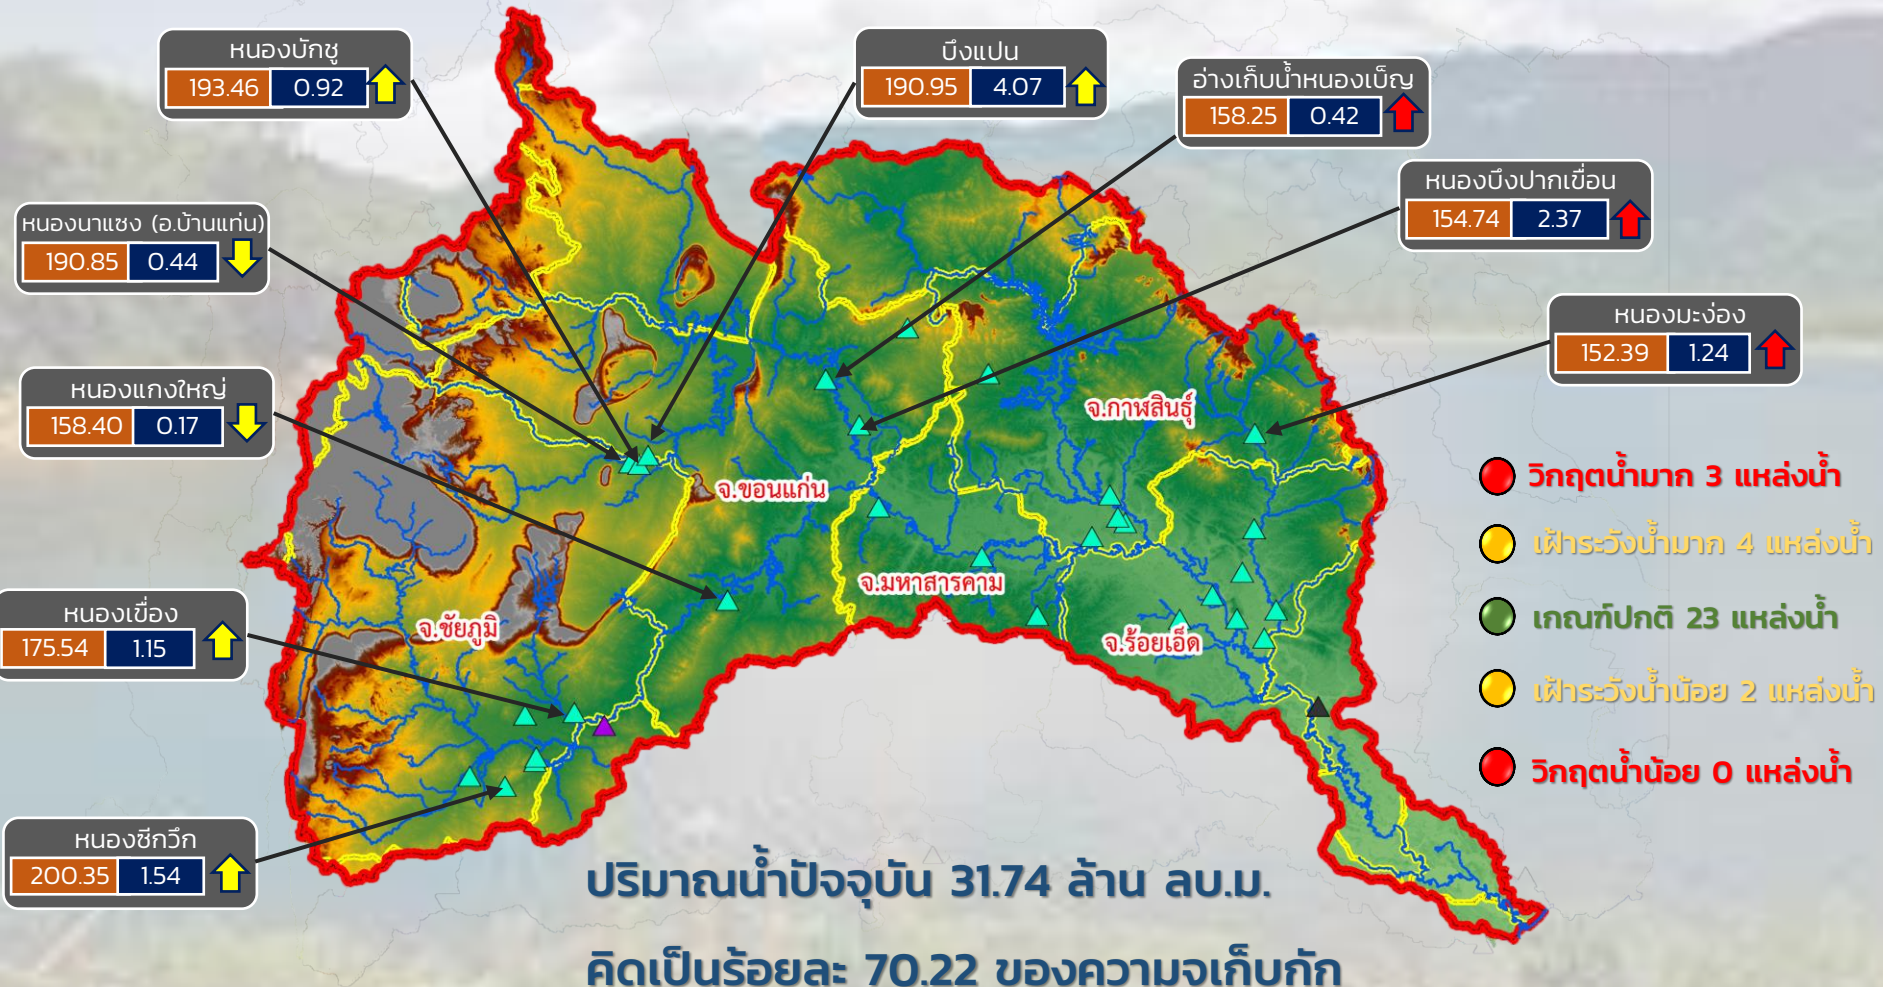 หนองบักชู
193.46 0.92
บึงแปน
190.95 4.07
อ่างเก็บน้ำหนองเบ็ญ
158.25 0.42
หนองบึงปากเขื่อน
154.74 2.37
หนองนาแซง (อ.บ้านแท่น)
190.85 0.44
หนองมะง่อง
152.39 1.24
หนองแกงใหญ่
158.40 0.17
จ.กาฬสินธุ์
จ.ขอนแก่น
จ.มหาสารคาม
จ.ชัยภูมิ
จ.ร้อยเอ็ด
วิกฤตน้ำมาก 3 แหล่งน้ำ
เฝ้าระวังน้ำมาก 4 แหล่งน้ำ
เกณฑ์ปกติ 23 แหล่งน้ำ
เฝ้าระวังน้ำน้อย 2 แหล่งน้ำ
วิกฤตน้ำน้อย 0 แหล่งน้ำ
หนองเขื่อง
175.54 1.15
หนองซีกวึก
200.35 1.54
ปริมาณน้ำปัจจุบัน 31.74 ล้าน ลบ.ม.
คิดเป็นร้อยละ 70.22 ของความจุเก็บกัก